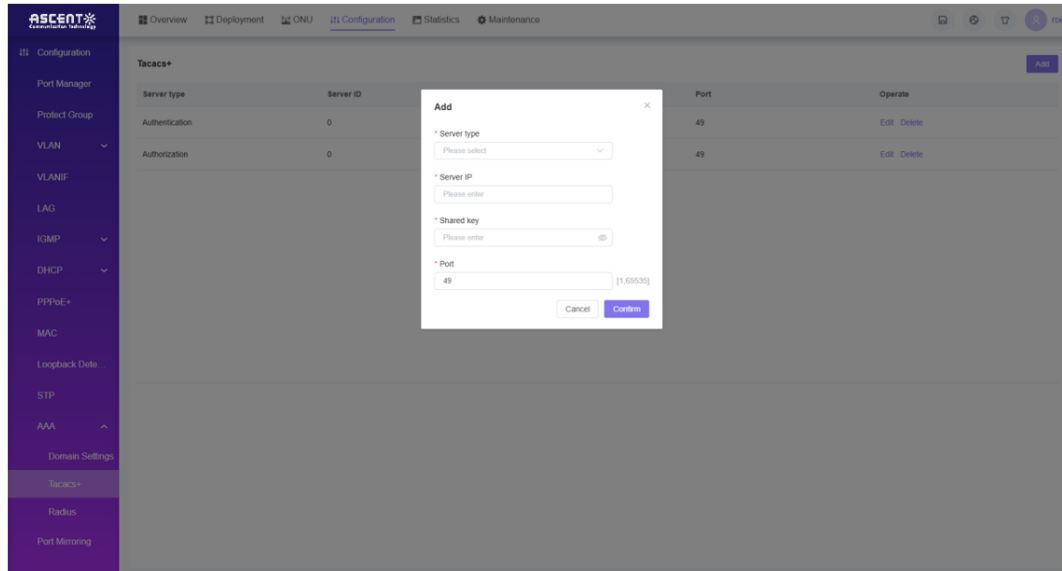 ASCENT
Communication Technology
Overview Deployment ONU Configuration Statistics Maintenance
Configuration
Port Manager
Protect Group
VLAN
VLANIF
LAG
IGMP
DHCP
PPPoE+
MAC
Loopback Dete...
STP
AAA
Domain Settings
Tacacs+
Radius
Port Mirroring
Tacacs+
Add
Server type Server ID Port Operate
Authentication 0 49 Edit Delete
Authorization 0 49 Edit Delete
Add
* Server type
Please select
* Server IP
Please enter
* Shared key
Please enter
* Port
49 [1,65535]
Cancel Confirm